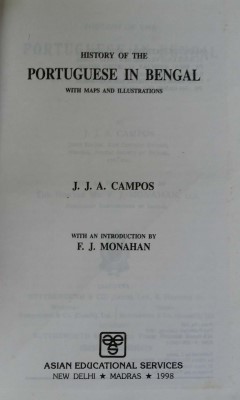 HISTORY OF THE
PORTUGUESE IN BENGAL
WITH MAPS AND ILLUSTRATIONS
J. J. A. CAMPOS
WITH AN INTRODUCTION BY
F. J. MONAHAN
ASIAN EDUCATIONAL SERVICES
NEW DELHI ★ MADRAS ★ 1998